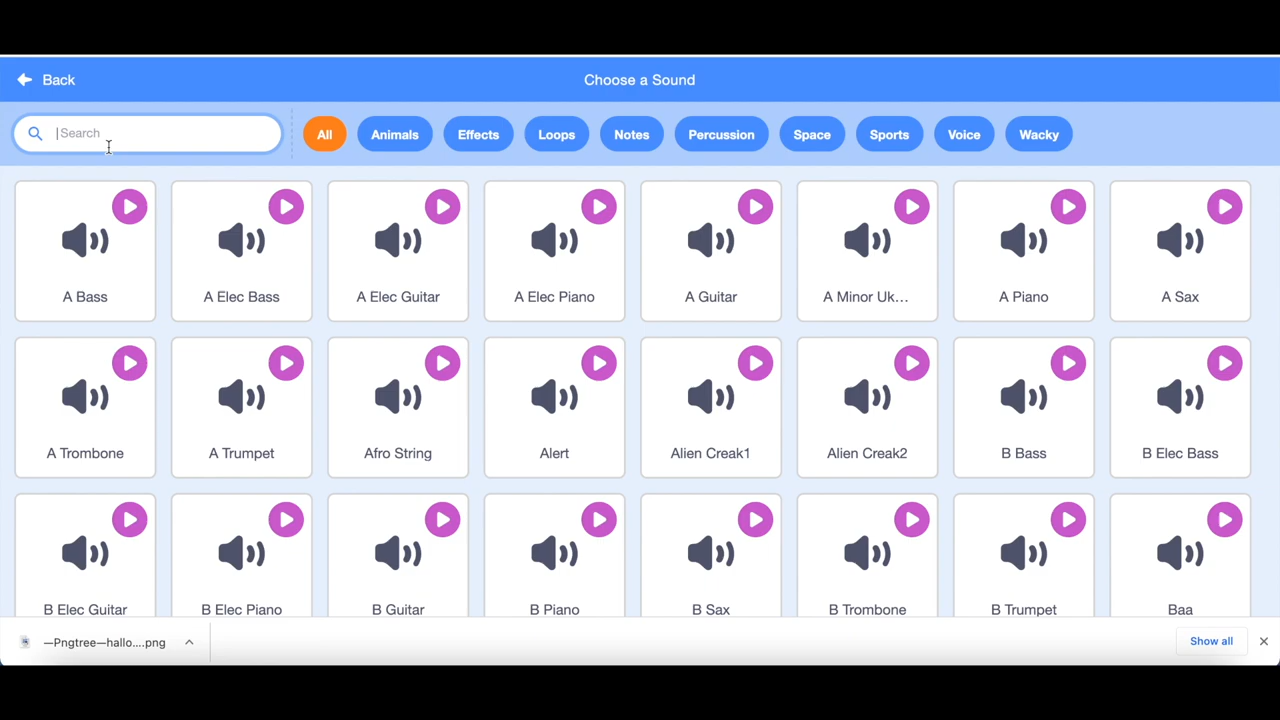 Back
Choose a Sound
Search
All
Animals
Effects
Loops
Notes
Percussion
Space
Sports
Voice
Wacky
A Bass
A Elec Bass
A Elec Guitar
A Elec Piano
A Guitar
A Minor Uk...
A Piano
A Sax
A Trombone
A Trumpet
Afro String
Alert
Alien Creak1
Alien Creak2
B Bass
B Elec Bass
B Elec Guitar
B Elec Piano
B Guitar
B Piano
B Sax
B Trombone
B Trumpet
Baa
—Pngtree—hallo....png
Show all